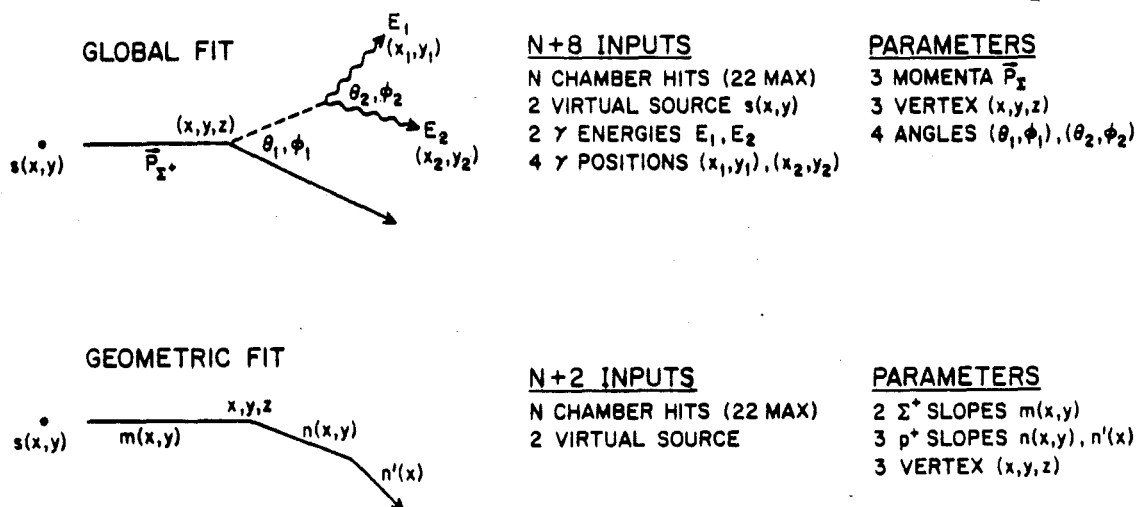 GLOBAL FIT
s(x,y)
P⃗_Σ+
(x,y,z)
θ₁,ϕ₁
θ₂,ϕ₂
E₁
(x₁,y₁)
E₂
(x₂,y₂)
N+8 INPUTS
N CHAMBER HITS (22 MAX)
2 VIRTUAL SOURCE s(x,y)
2 γ ENERGIES E₁,E₂
4 γ POSITIONS (x₁,y₁),(x₂,y₂)
PARAMETERS
3 MOMENTA P⃗_Σ
3 VERTEX (x,y,z)
4 ANGLES (θ₁,ϕ₁),(θ₂,ϕ₂)
GEOMETRIC FIT
s(x,y)
m(x,y)
x,y,z
n(x,y)
n'(x)
N+2 INPUTS
N CHAMBER HITS (22 MAX)
2 VIRTUAL SOURCE
PARAMETERS
2 Σ⁺ SLOPES m(x,y)
3 p⁺ SLOPES n(x,y), n'(x)
3 VERTEX (x,y,z)